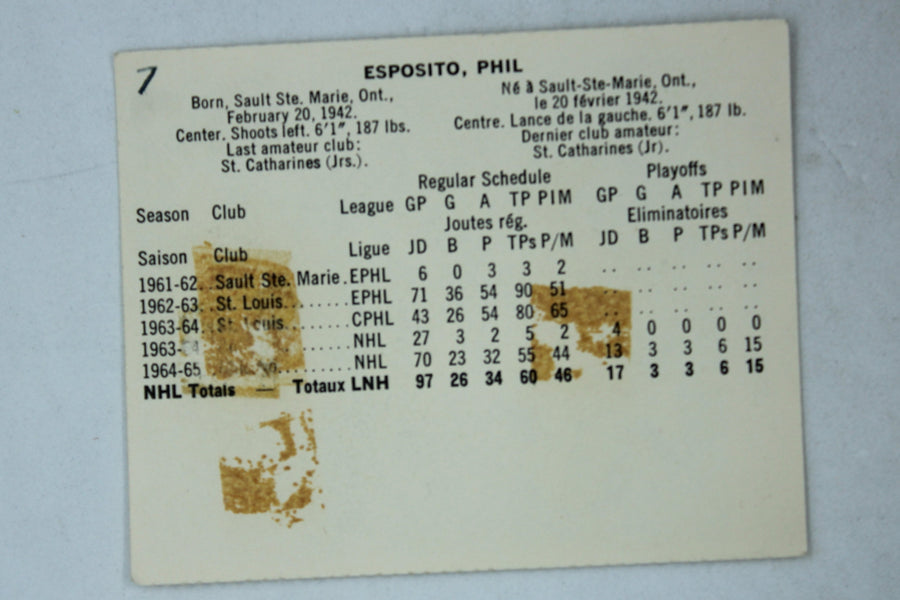 7
ESPOSITO, PHIL
Born, Sault Ste. Marie, Ont.,
February 20, 1942.
Center. Shoots left. 6'1", 187 lbs.
Last amateur club:
St. Catharines (Jrs.).
Né à Sault-Ste-Marie, Ont.,
le 20 février 1942.
Centre. Lance de la gauche. 6'1", 187 lb.
Dernier club amateur:
St. Catharines (Jr).
Regular Schedule Playoffs
Season Club League GP G A TP PIM GP G A TP PIM
Joutes rég. Eliminatoires
Saison Club Ligue JD B P TPs P/M JD B P TPs P/M
1961-62. .Sault Ste. Marie.EPHL 6 0 3 3 2 .. .. .. .. ..
1962-63. .St. Louis........EPHL 71 36 54 90 51 .. .. .. .. ..
1963-64. .St. Louis........CPHL 43 26 54 80 65 .. .. .. .. ..
1963- .........NHL 27 3 2 5 2 4 0 0 0 0
1964-65 .........NHL 70 23 32 55 44 13 3 3 6 15
NHL Totals — Totaux LNH 97 26 34 60 46 17 3 3 6 15